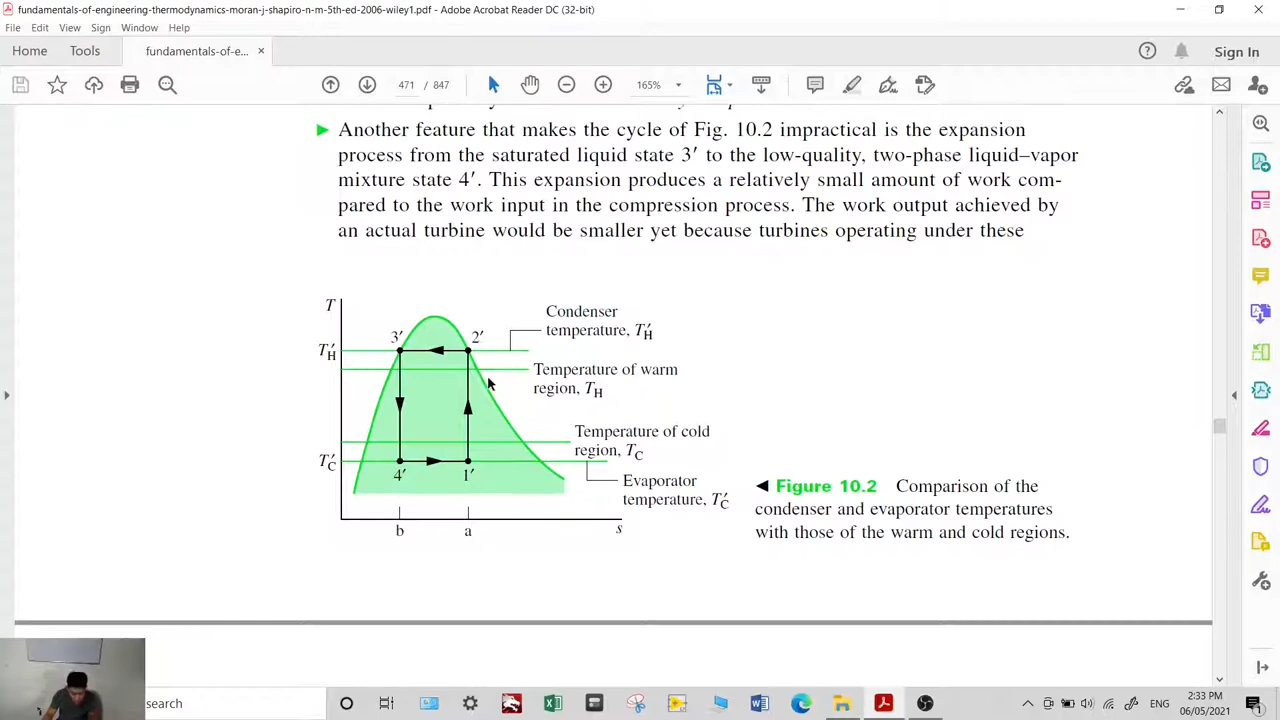 fundamentals-of-engineering-thermodynamics-moran-j-shapiro-n-m-5th-ed-2006-wiley1.pdf - Adobe Acrobat Reader DC (32-bit)
File Edit View Sign Window Help
Home Tools fundamentals-of-e... × Sign In
471 / 847 165%
Another feature that makes the cycle of Fig. 10.2 impractical is the expansion
process from the saturated liquid state 3′ to the low-quality, two-phase liquid–vapor
mixture state 4′. This expansion produces a relatively small amount of work com-
pared to the work input in the compression process. The work output achieved by
an actual turbine would be smaller yet because turbines operating under these
T
Condenser
temperature, T′H
3′ 2′
T′H
Temperature of warm
region, TH
Temperature of cold
region, TC
T′C
4′ 1′
Evaporator
temperature, T′C
b a s
◄ Figure 10.2 Comparison of the
condenser and evaporator temperatures
with those of the warm and cold regions.
search
ENG
2:33 PM
06/05/2021